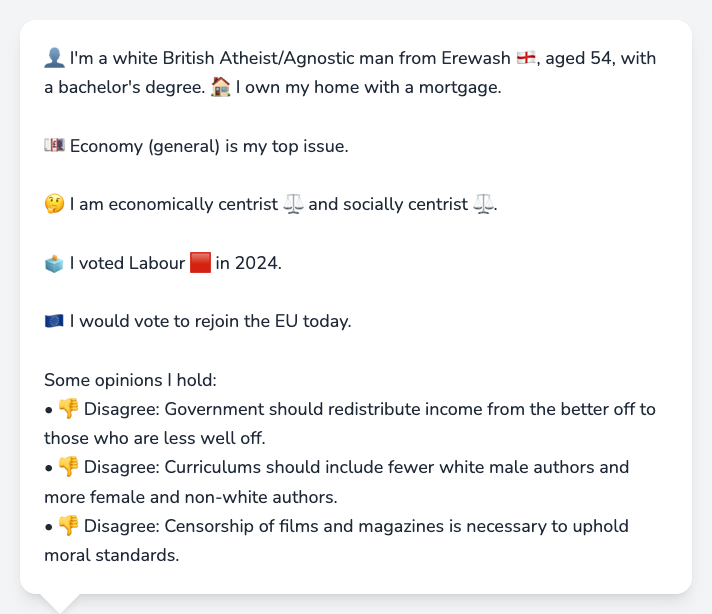 👤 I'm a white British Atheist/Agnostic man from Erewash 🏴󠁧󠁢󠁥󠁮󠁧󠁿, aged 54, with
a bachelor's degree. 🏠 I own my home with a mortgage.
💷 Economy (general) is my top issue.
🤔 I am economically centrist ⚖️ and socially centrist ⚖️.
🗳️ I voted Labour 🟥 in 2024.
🇪🇺 I would vote to rejoin the EU today.
Some opinions I hold:
• 👎 Disagree: Government should redistribute income from the better off to
those who are less well off.
• 👎 Disagree: Curriculums should include fewer white male authors and
more female and non-white authors.
• 👎 Disagree: Censorship of films and magazines is necessary to uphold
moral standards.